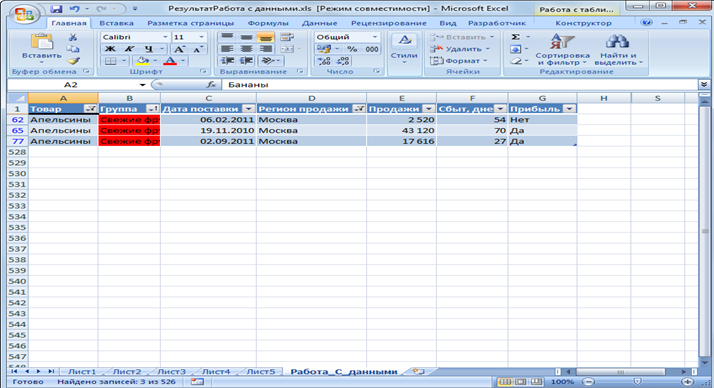 РезультатРабота с данными.xls [Режим совместимости] - Microsoft Excel
Работа с табли...
Главная Вставка Разметка страницы Формулы Данные Рецензирование Вид Разработчик Конструктор
Вставить
Буфер обмена
Calibri 11
Ж К Ч
Шрифт
Выравнивание
Общий
% 000
Число
Стили
Вставить
Удалить
Формат
Ячейки
Сортировка и фильтр
Найти и выделить
Редактирование
A2 Бананы
A B C D E F G H S
1 Товар Группа Дата поставки Регион продажи Продажи Сбыт, дне Прибыль
62 Апельсины Свежие фр 06.02.2011 Москва 2 520 54 Нет
65 Апельсины Свежие фр 19.11.2010 Москва 43 120 70 Да
77 Апельсины Свежие фр 02.09.2011 Москва 17 616 27 Да
528
529
530
531
532
533
534
535
536
537
538
539
540
541
542
543
544
545
546
547
Лист1 Лист2 Лист3 Лист4 Лист5 Работа_С_данными
Готово Найдено записей: 3 из 526 100%